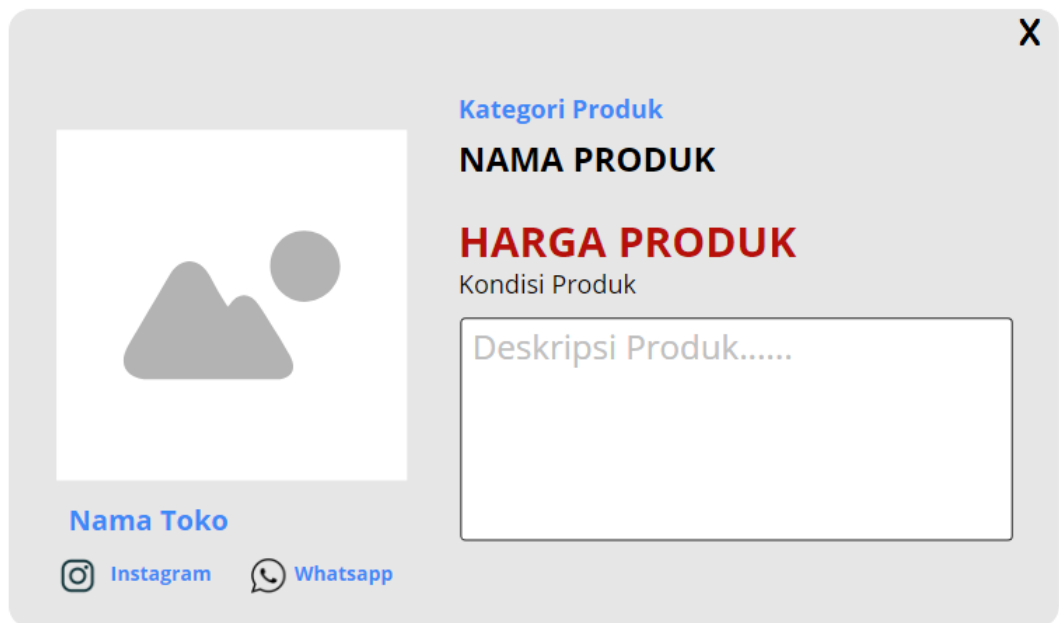 X
Kategori Produk
NAMA PRODUK
HARGA PRODUK
Kondisi Produk
Deskripsi Produk......
Nama Toko
Instagram Whatsapp